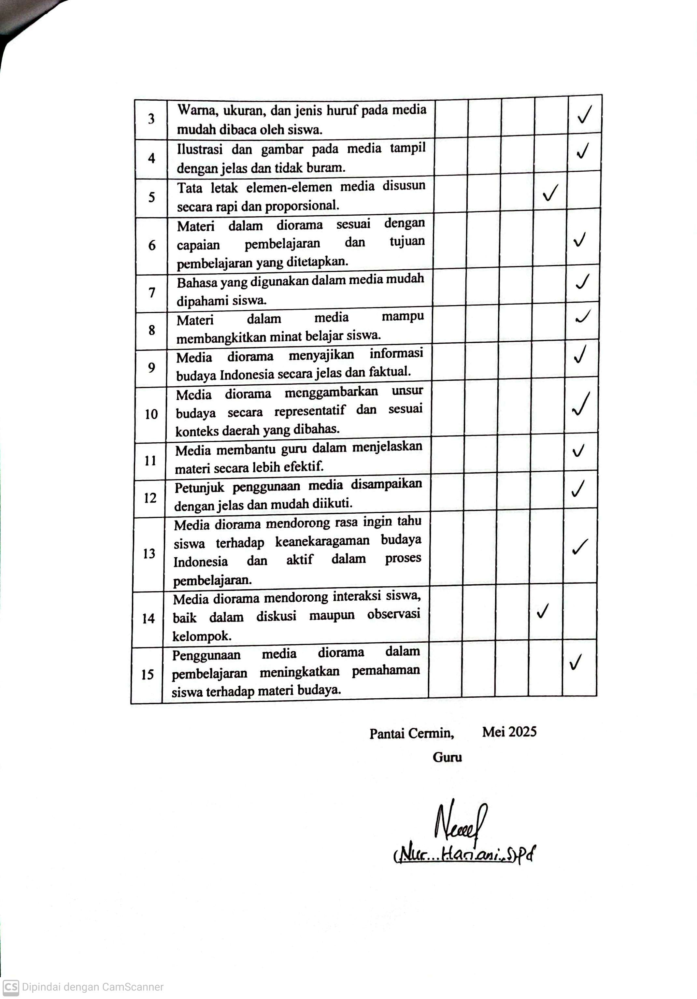 3 Warna, ukuran, dan jenis huruf pada media
mudah dibaca oleh siswa. ✓
4 Ilustrasi dan gambar pada media tampil
dengan jelas dan tidak buram. ✓
5 Tata letak elemen-elemen media disusun
secara rapi dan proporsional. ✓
6 Materi dalam diorama sesuai dengan
capaian pembelajaran dan tujuan
pembelajaran yang ditetapkan. ✓
7 Bahasa yang digunakan dalam media mudah
dipahami siswa. ✓
8 Materi dalam media mampu
membangkitkan minat belajar siswa. ✓
9 Media diorama menyajikan informasi
budaya Indonesia secara jelas dan faktual. ✓
10 Media diorama menggambarkan unsur
budaya secara representatif dan sesuai
konteks daerah yang dibahas. ✓
11 Media membantu guru dalam menjelaskan
materi secara lebih efektif. ✓
12 Petunjuk penggunaan media disampaikan
dengan jelas dan mudah diikuti. ✓
13 Media diorama mendorong rasa ingin tahu
siswa terhadap keanekaragaman budaya
Indonesia dan aktif dalam proses
pembelajaran. ✓
14 Media diorama mendorong interaksi siswa,
baik dalam diskusi maupun observasi
kelompok. ✓
15 Penggunaan media diorama dalam
pembelajaran meningkatkan pemahaman
siswa terhadap materi budaya. ✓
Pantai Cermin, Mei 2025
Guru
(Nur...Hariani..S)Pd
CS Dipindai dengan CamScanner